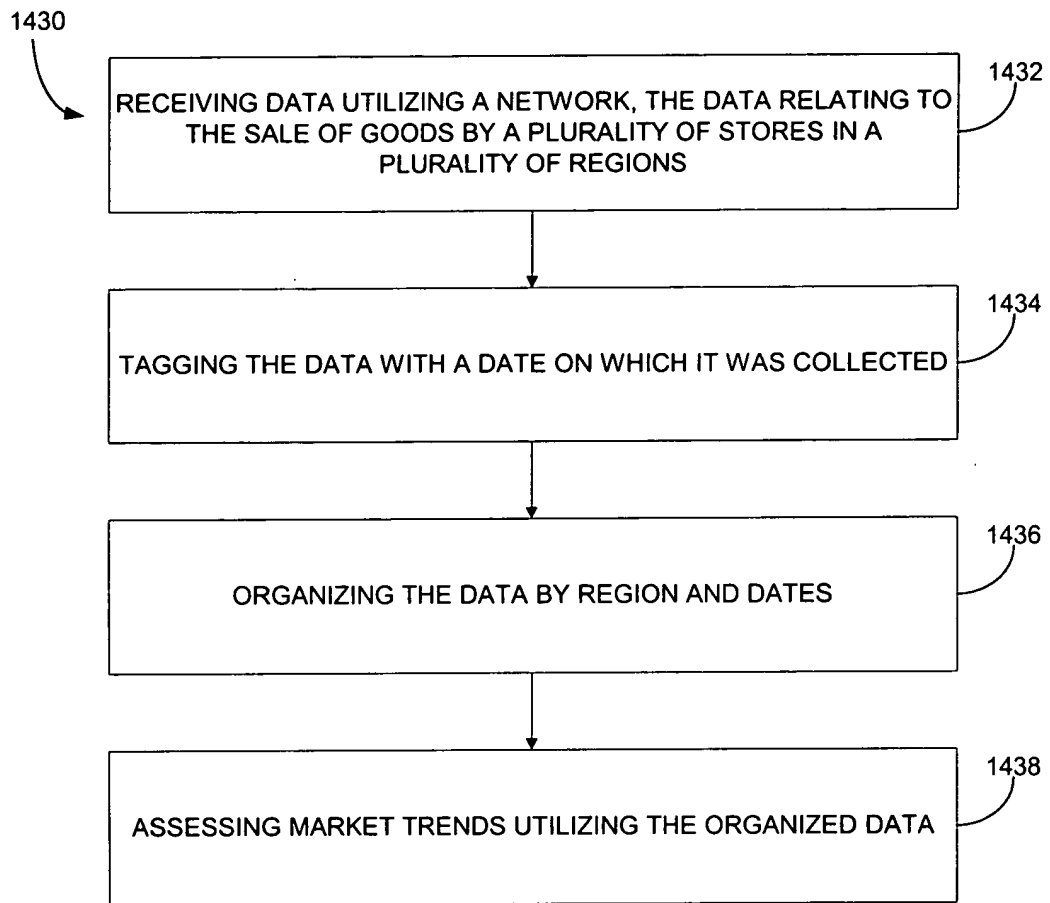 1430
1432
RECEIVING DATA UTILIZING A NETWORK, THE DATA RELATING TO
THE SALE OF GOODS BY A PLURALITY OF STORES IN A
PLURALITY OF REGIONS
1434
TAGGING THE DATA WITH A DATE ON WHICH IT WAS COLLECTED
1436
ORGANIZING THE DATA BY REGION AND DATES
1438
ASSESSING MARKET TRENDS UTILIZING THE ORGANIZED DATA